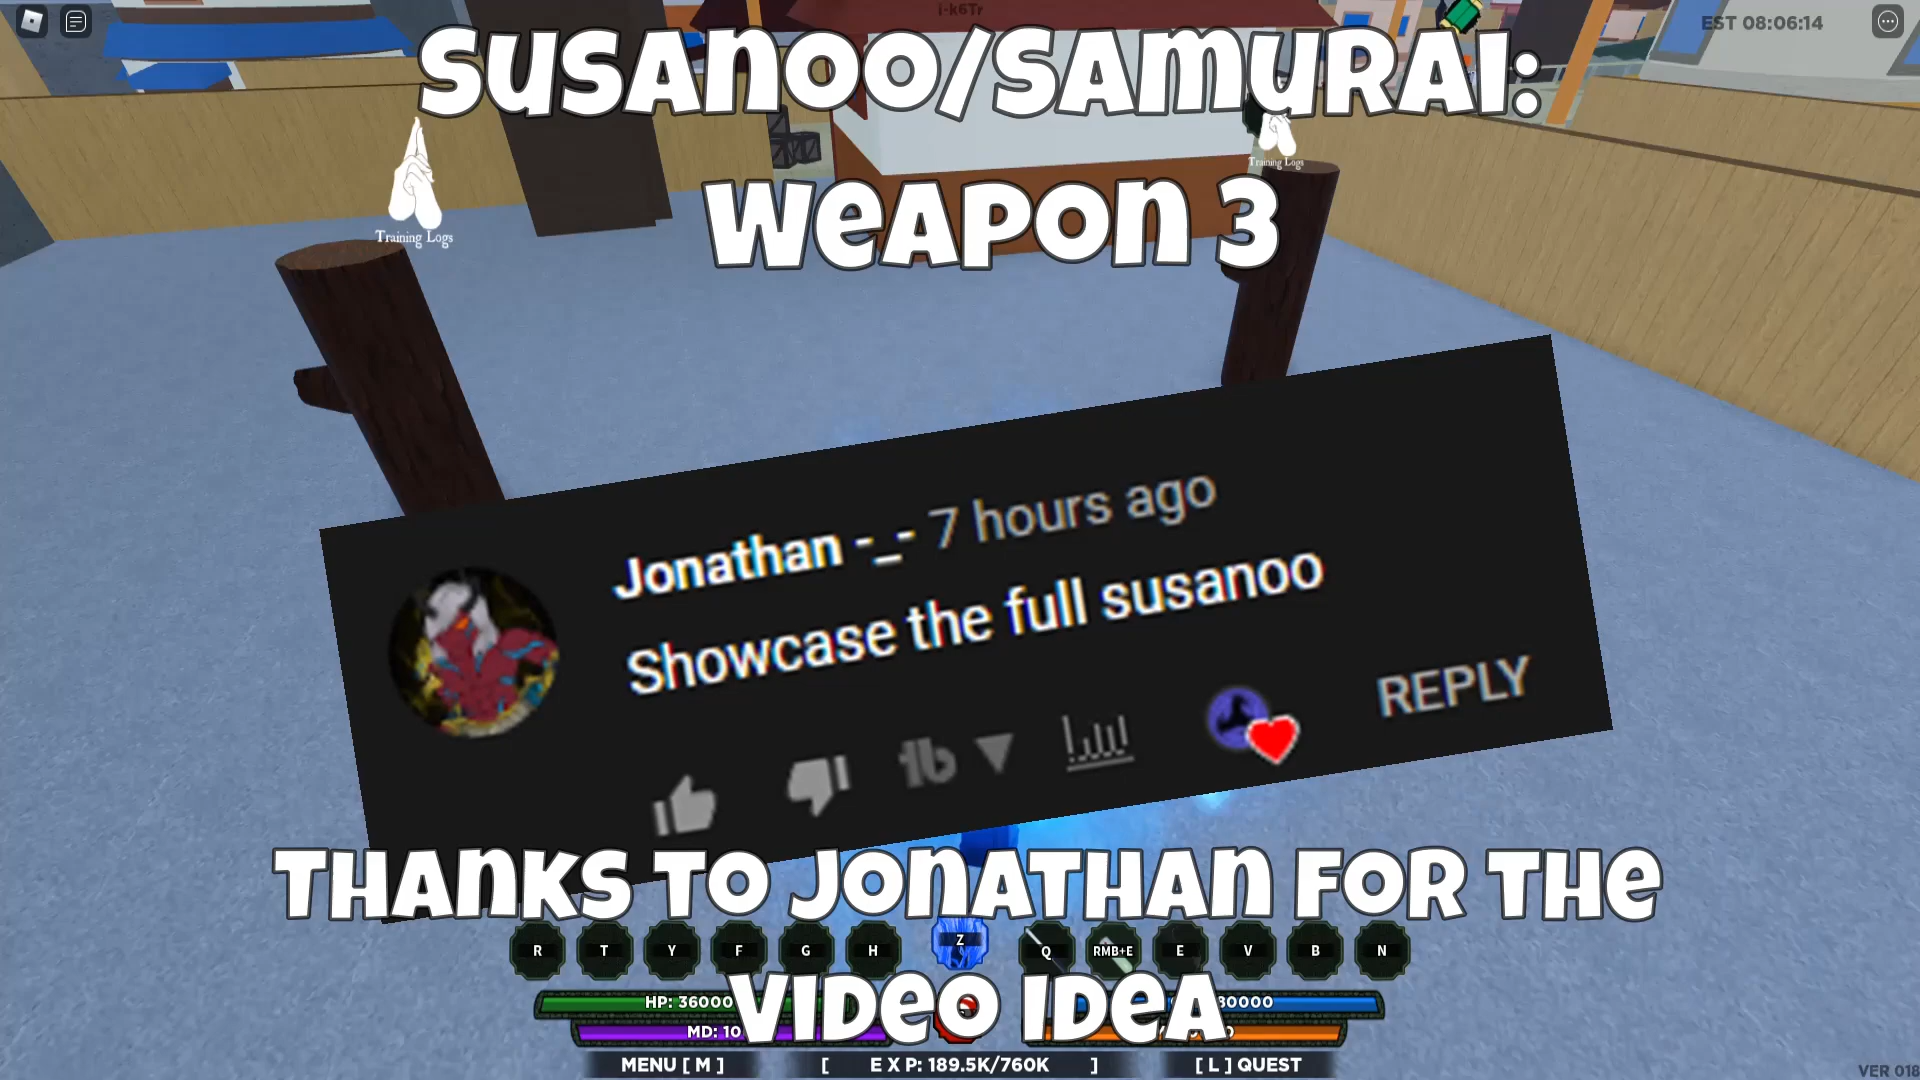 i-k6Tr
EST 08:06:14
SUSANOO/SAMURAI:
WEAPON 3
Training Logs
Training Logs
Jonathan -_- 7 hours ago
Showcase the full susanoo
REPLY
THANKS TO JONATHAN FOR THE
VIDEO IDEA
R T Y F G H Z Q RMB+E E V B N
HP: 36000
MD: 10
MENU [ M ] [ E X P: 189.5K/760K ] [ L ] QUEST
VER 018